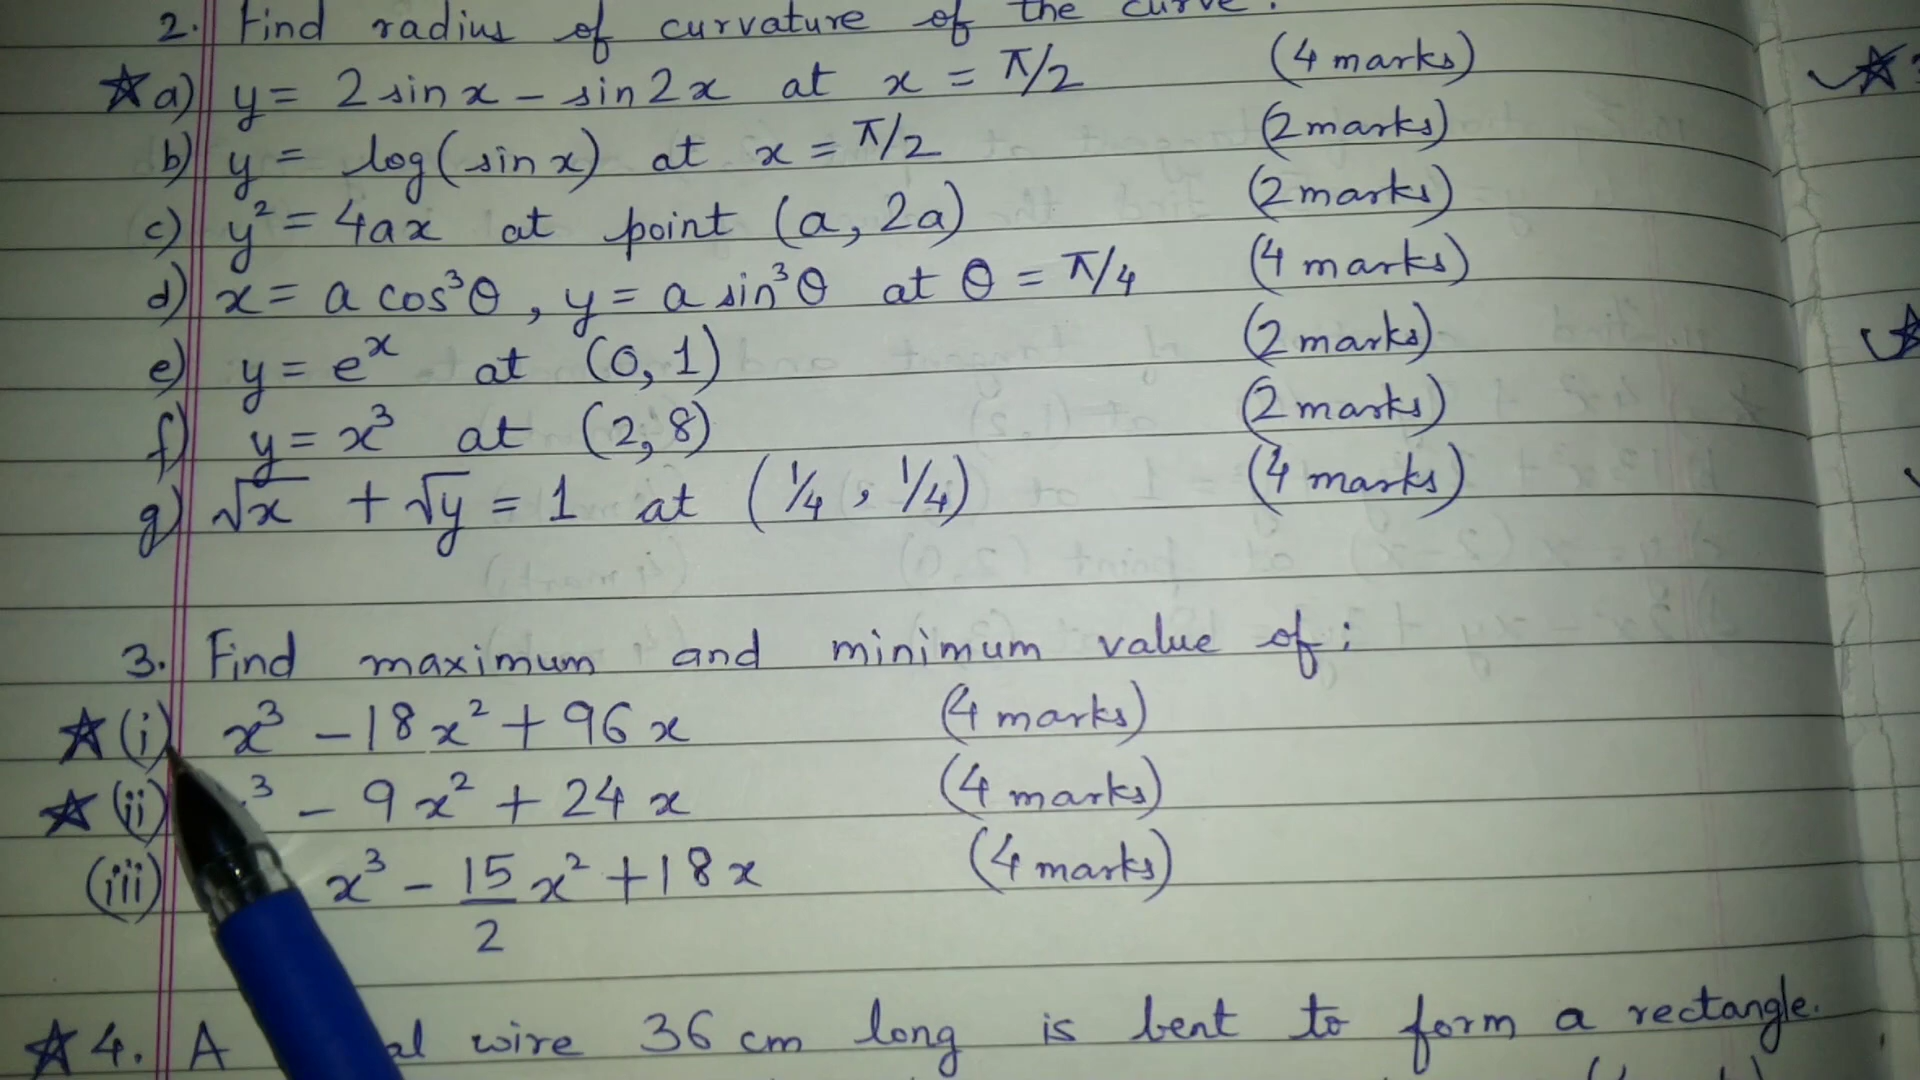 2. Find radius of curvature of the curve.
☆a) y = 2 sin x - sin 2x at x = π/2 (4 marks)
b) y = log(sin x) at x = π/2 (2 marks)
c) y² = 4ax at point (a, 2a) (2 marks)
d) x = a cos³θ, y = a sin³θ at θ = π/4 (4 marks)
e) y = eˣ at (0, 1) (2 marks)
f) y = x³ at (2, 8) (2 marks)
g) √x + √y = 1 at (1/4, 1/4) (4 marks)
3. Find maximum and minimum value of:
☆(i) x³ - 18x² + 96x (4 marks)
☆(ii) ³ - 9x² + 24x (4 marks)
(iii) x³ - 15/2 x² + 18x (4 marks)
☆4. A al wire 36 cm long is bent to form a rectangle.